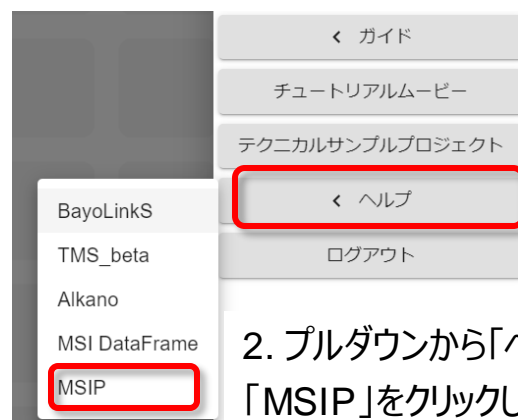 ガイド
チュートリアルムービー
テクニカルサンプルプロジェクト
ヘルプ
ログアウト
BayoLinkS
TMS_beta
Alkano
MSI DataFrame
MSIP
2. プルダウンから「
「MSIP」をクリックし